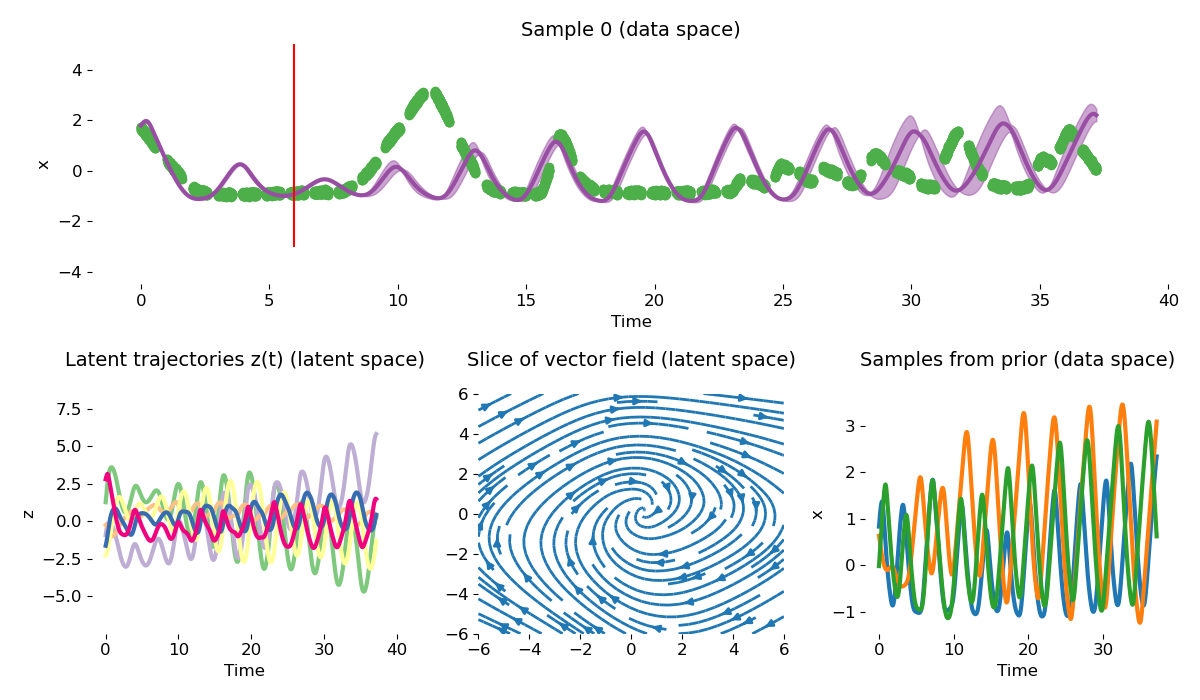 Sample 0 (data space)
4
2
0
−2
−4
x
0 5 10 15 20 25 30 35 40
Time
Latent trajectories z(t) (latent space)
7.5
5.0
2.5
0.0
−2.5
−5.0
z
0 10 20 30 40
Time
Slice of vector field (latent space)
6
4
2
0
−2
−4
−6
−6 −4 −2 0 2 4 6
Samples from prior (data space)
3
2
1
0
−1
x
0 10 20 30
Time